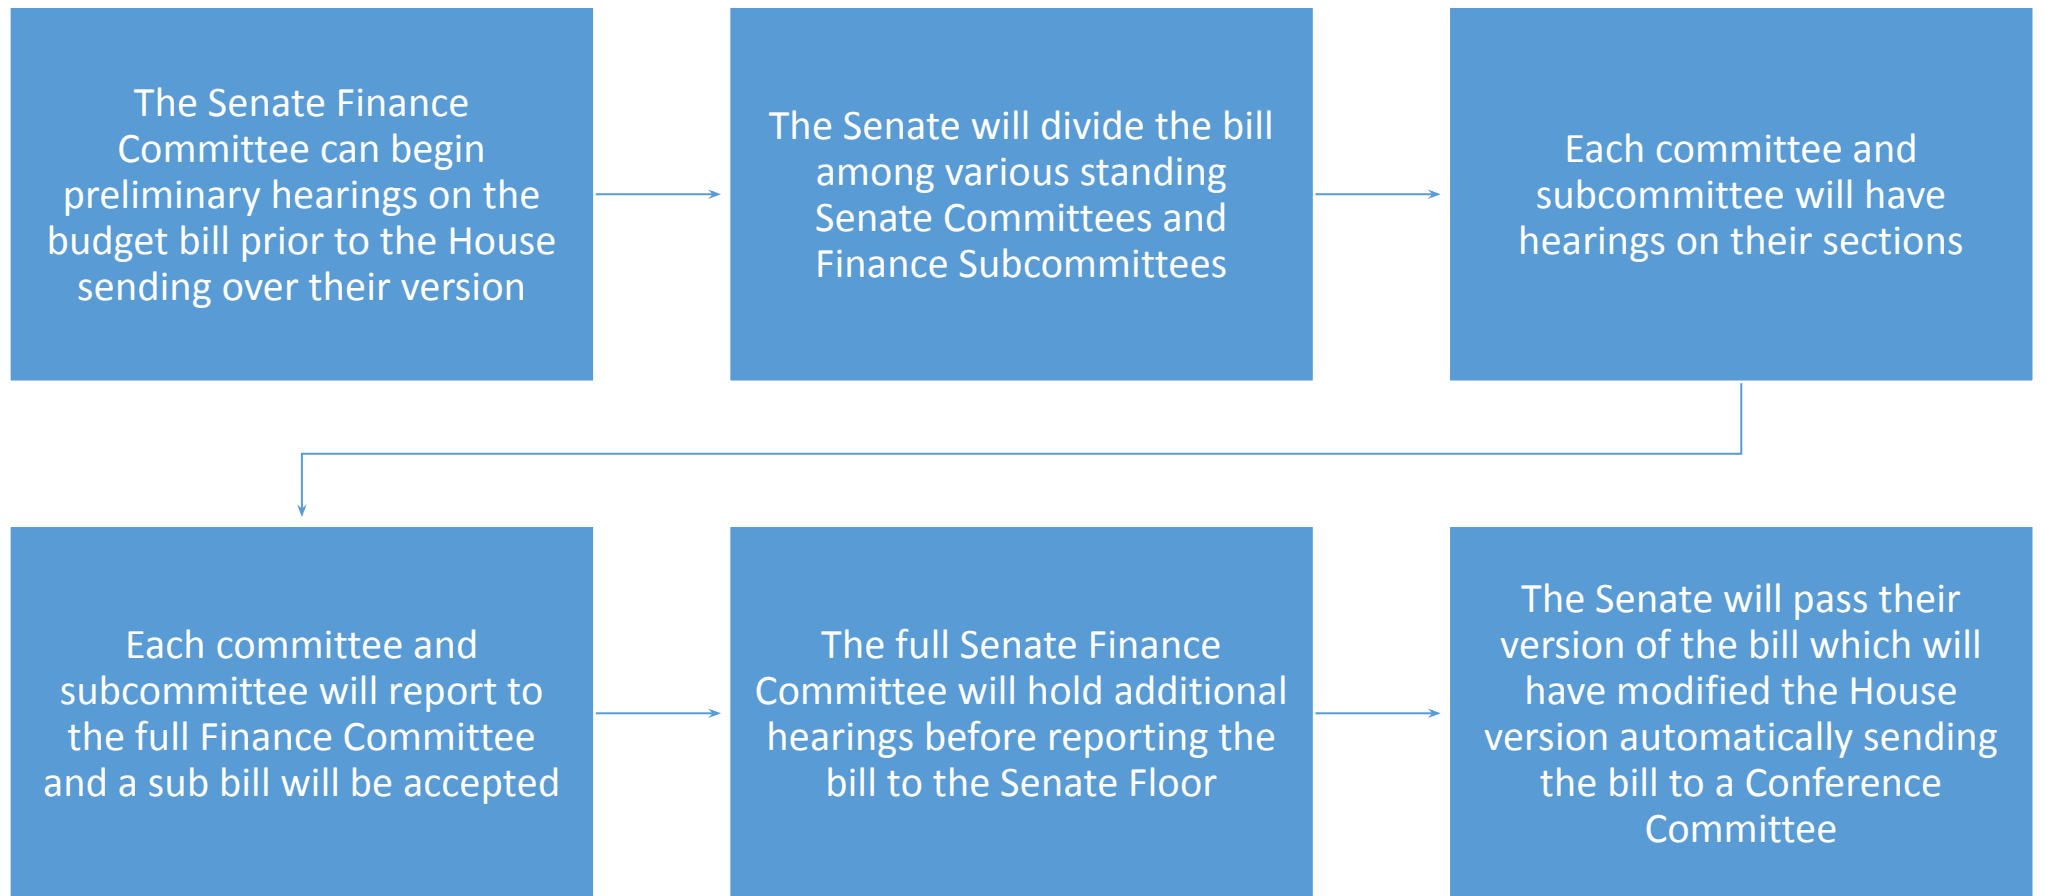 The Senate Finance
Committee can begin
preliminary hearings on the
budget bill prior to the House
sending over their version
The Senate will divide the bill
among various standing
Senate Committees and
Finance Subcommittees
Each committee and
subcommittee will have
hearings on their sections
Each committee and
subcommittee will report to
the full Finance Committee
and a sub bill will be accepted
The full Senate Finance
Committee will hold additional
hearings before reporting the
bill to the Senate Floor
The Senate will pass their
version of the bill which will
have modified the House
version automatically sending
the bill to a Conference
Committee